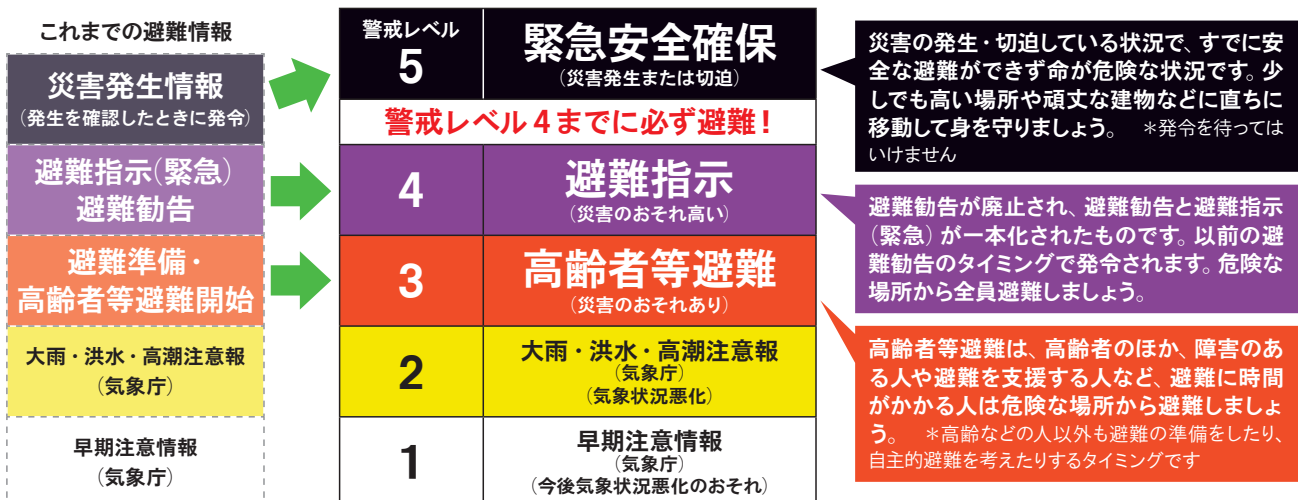 これまでの避難情報
災害発生情報
（発生を確認したときに発令）
避難指示（緊急）
避難勧告
避難準備・
高齢者等避難開始
大雨・洪水・高潮注意報
（気象庁）
早期注意情報
（気象庁）
警戒レベル
5
緊急安全確保
（災害発生または切迫）
警戒レベル４までに必ず避難！
4
避難指示
（災害のおそれ高い）
3
高齢者等避難
（災害のおそれあり）
2
大雨・洪水・高潮注意報
（気象庁）
（気象状況悪化）
1
早期注意情報
（気象庁）
（今後気象状況悪化のおそれ）
災害の発生・切迫している状況で、すでに安
全な避難ができず命が危険な状況です。少
しでも高い場所や頑丈な建物などに直ちに
移動して身を守りましょう。　＊発令を待っては
いけません
避難勧告が廃止され、避難勧告と避難指示
（緊急）が一本化されたものです。以前の避
難勧告のタイミングで発令されます。危険な
場所から全員避難しましょう。
高齢者等避難は、高齢者のほか、障害のあ
る人や避難を支援する人など、避難に時間
がかかる人は危険な場所から避難しましょ
う。　＊高齢などの人以外も避難の準備をしたり、
自主的避難を考えたりするタイミングです